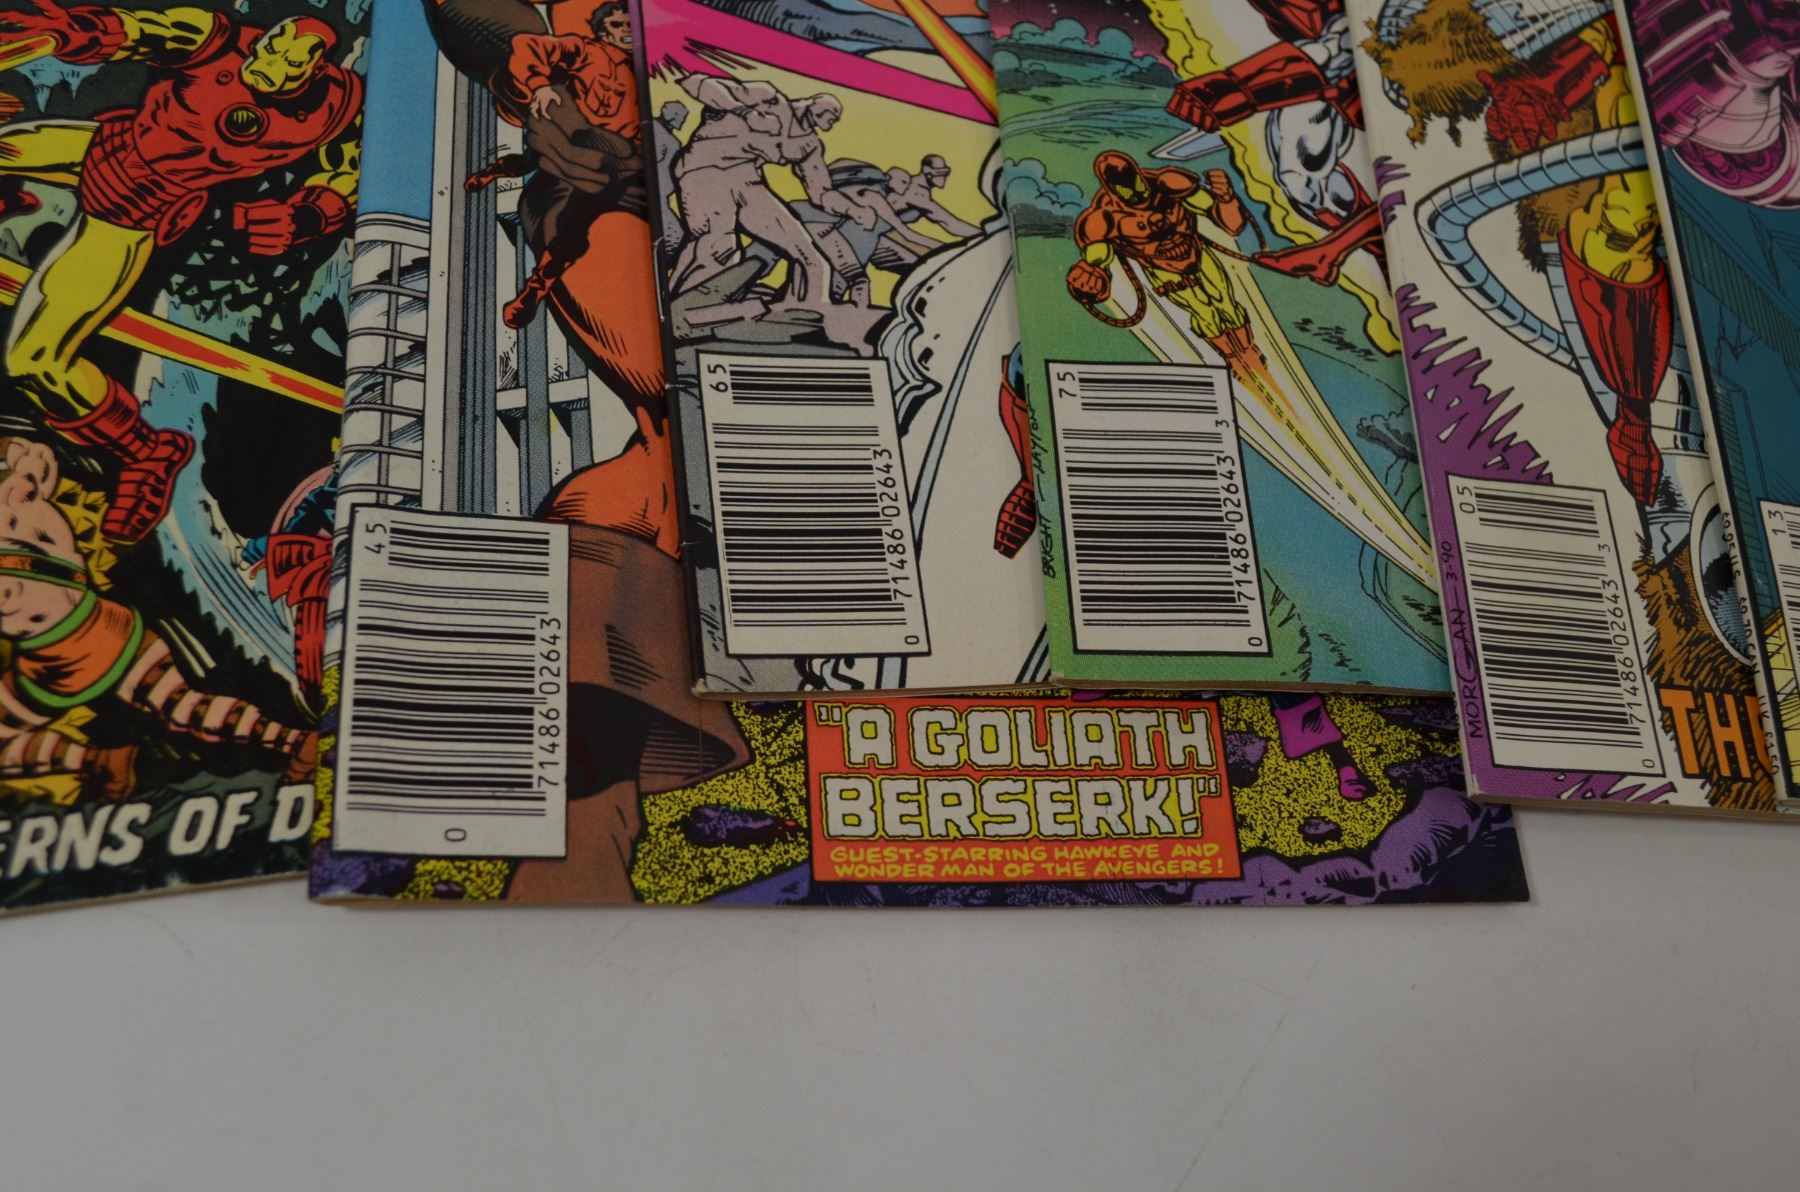 ERNS OF D
45
71486 02643
0
65
71486 02643
0
BRIGHT
75
71486 02643
3
0
MORGAN 3-90
05
71486 02643
3
0
TH
13
"A GOLIATH
BERSERK!"
GUEST-STARRING HAWKEYE AND
WONDER MAN OF THE AVENGERS!